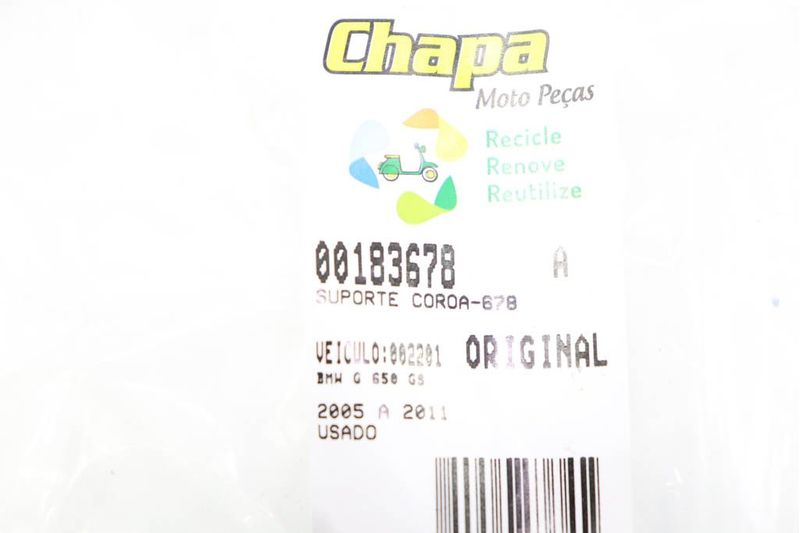 Chapa
Moto Peças
Recicle
Renove
Reutilize
00183678 A
SUPORTE COROA-678
VEICULO:002201 ORIGINAL
BMW G 650 GS
2005 A 2011
USADO